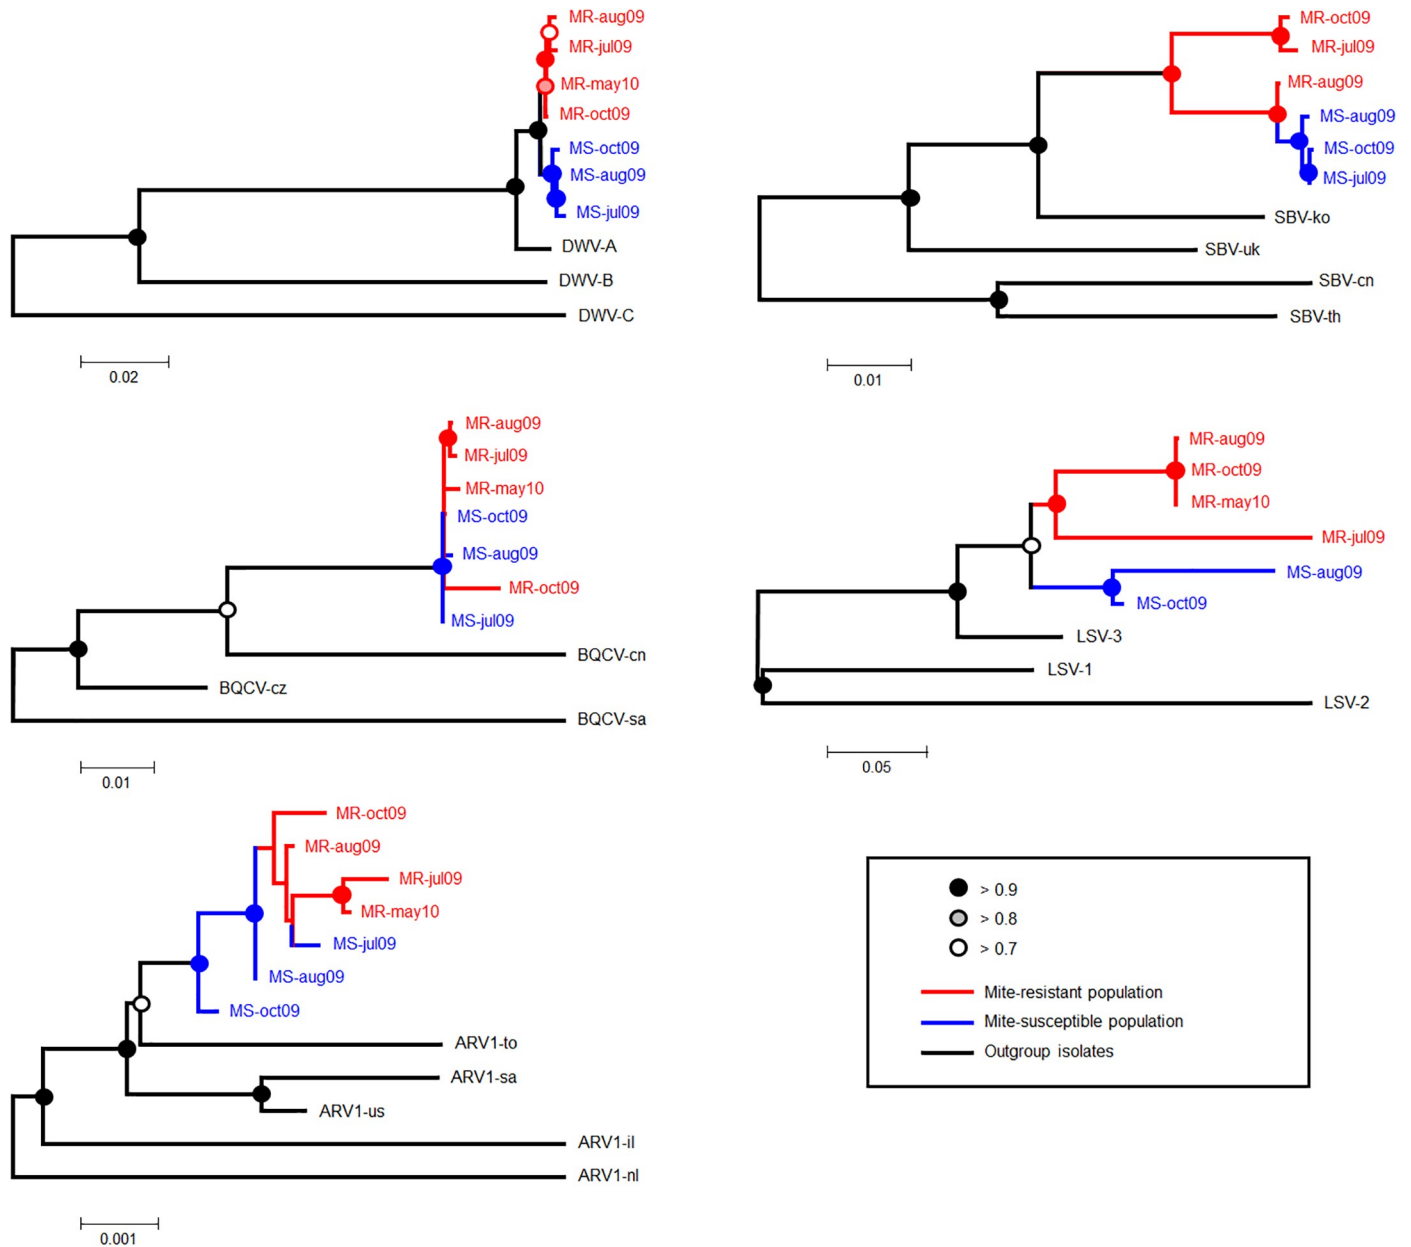 MR-aug09
MR-jul09
MR-may10
MR-oct09
MS-oct09
MS-aug09
MS-jul09
DWV-A
DWV-B
DWV-C
0.02
MR-oct09
MR-jul09
MR-aug09
MS-aug09
MS-oct09
MS-jul09
SBV-ko
SBV-uk
SBV-cn
SBV-th
0.01
MR-aug09
MR-jul09
MR-may10
MS-oct09
MS-aug09
MR-oct09
MS-jul09
BQCV-cn
BQCV-cz
BQCV-sa
0.01
MR-aug09
MR-oct09
MR-may10
MR-jul09
MS-aug09
MS-oct09
LSV-3
LSV-1
LSV-2
0.05
MR-oct09
MR-aug09
MR-jul09
MR-may10
MS-jul09
MS-aug09
MS-oct09
ARV1-to
ARV1-sa
ARV1-us
ARV1-il
ARV1-nl
0.001
> 0.9
> 0.8
> 0.7
Mite-resistant population
Mite-susceptible population
Outgroup isolates